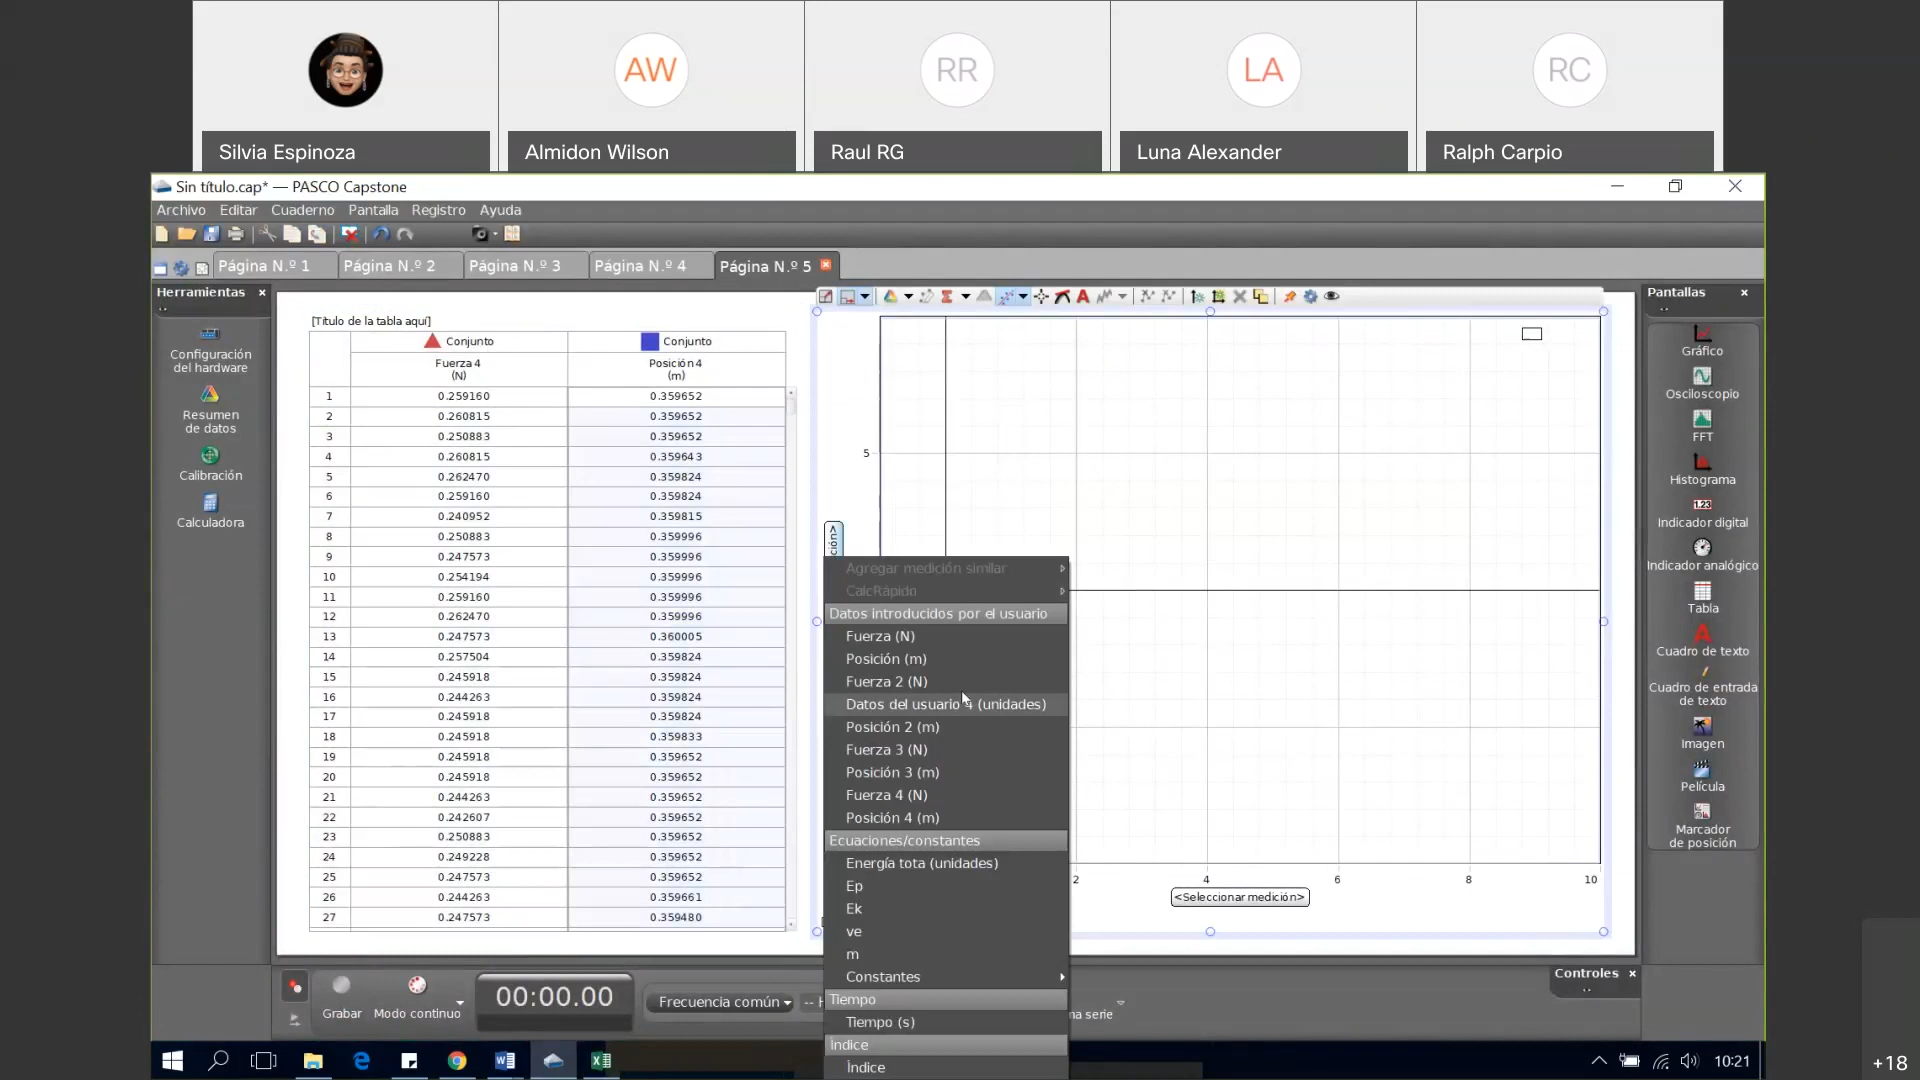 AW
RR
LA
RC
Silvia Espinoza
Almidon Wilson
Raul RG
Luna Alexander
Ralph Carpio
Sin título.cap* — PASCO Capstone
Archivo Editar Cuaderno Pantalla Registro Ayuda
Página N.º 1
Página N.º 2
Página N.º 3
Página N.º 4
Página N.º 5
Herramientas
Configuración
del hardware
Resumen
de datos
Calibración
Calculadora
[Título de la tabla aquí]
Conjunto Conjunto
Fuerza 4 Posición 4
(N) (m)
1 0.259160 0.359652
2 0.260815 0.359652
3 0.250883 0.359652
4 0.260815 0.359643
5 0.262470 0.359824
6 0.259160 0.359824
7 0.240952 0.359815
8 0.250883 0.359996
9 0.247573 0.359996
10 0.254194 0.359996
11 0.259160 0.359996
12 0.262470 0.359996
13 0.247573 0.360005
14 0.257504 0.359824
15 0.245918 0.359824
16 0.244263 0.359824
17 0.245918 0.359824
18 0.245918 0.359833
19 0.245918 0.359652
20 0.245918 0.359652
21 0.244263 0.359652
22 0.242607 0.359652
23 0.250883 0.359652
24 0.249228 0.359652
25 0.247573 0.359652
26 0.244263 0.359661
27 0.247573 0.359480
5
ción>
Agregar medición similar
CalcRápido
Datos introducidos por el usuario
Fuerza (N)
Posición (m)
Fuerza 2 (N)
Datos del usuario 4 (unidades)
Posición 2 (m)
Fuerza 3 (N)
Posición 3 (m)
Fuerza 4 (N)
Posición 4 (m)
Ecuaciones/constantes
Energía tota (unidades)
Ep
Ek
ve
m
Constantes
Tiempo
Tiempo (s)
Índice
Índice
2 4 6 8 10
<Seleccionar medición>
Pantallas
Gráfico
Osciloscopio
FFT
Histograma
1.23
Indicador digital
Indicador analógico
Tabla
A
Cuadro de texto
Cuadro de entrada
de texto
Imagen
Película
Marcador
de posición
Controles
Grabar
Modo continuo
00:00.00
Frecuencia común
-- H
na serie
10:21
+18